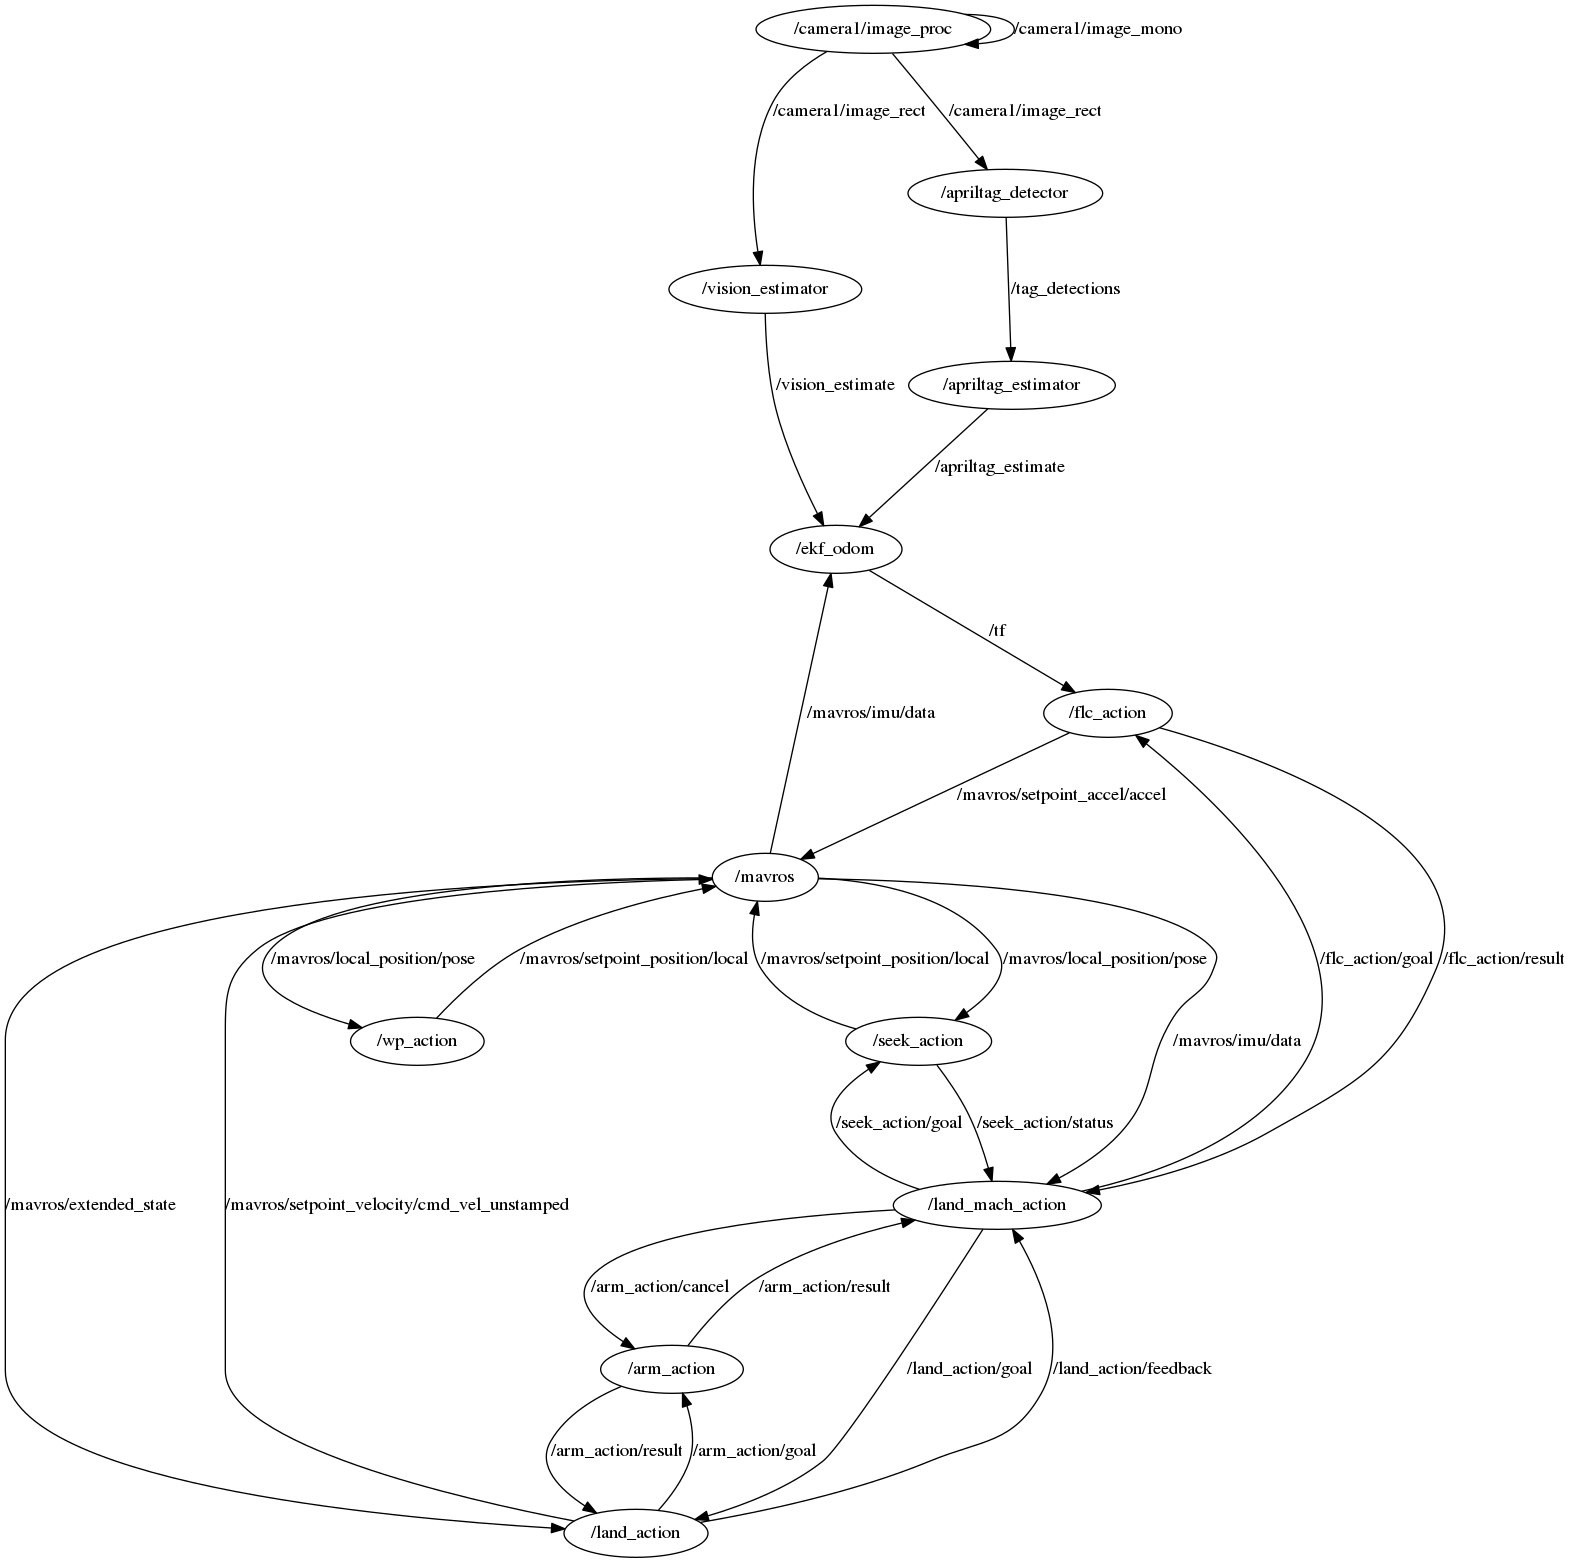 /camera1/image_proc
/camera1/image_mono
/camera1/image_rect
/camera1/image_rect
/apriltag_detector
/vision_estimator
/tag_detections
/vision_estimate
/apriltag_estimator
/apriltag_estimate
/ekf_odom
/tf
/mavros/imu/data
/flc_action
/mavros/setpoint_accel/accel
/mavros
/mavros/local_position/pose
/mavros/setpoint_position/local
/mavros/setpoint_position/local
/mavros/local_position/pose
/flc_action/goal
/flc_action/result
/wp_action
/seek_action
/mavros/imu/data
/seek_action/goal
/seek_action/status
/mavros/extended_state
/mavros/setpoint_velocity/cmd_vel_unstamped
/land_mach_action
/arm_action/cancel
/arm_action/result
/arm_action
/land_action/goal
/land_action/feedback
/arm_action/result
/arm_action/goal
/land_action